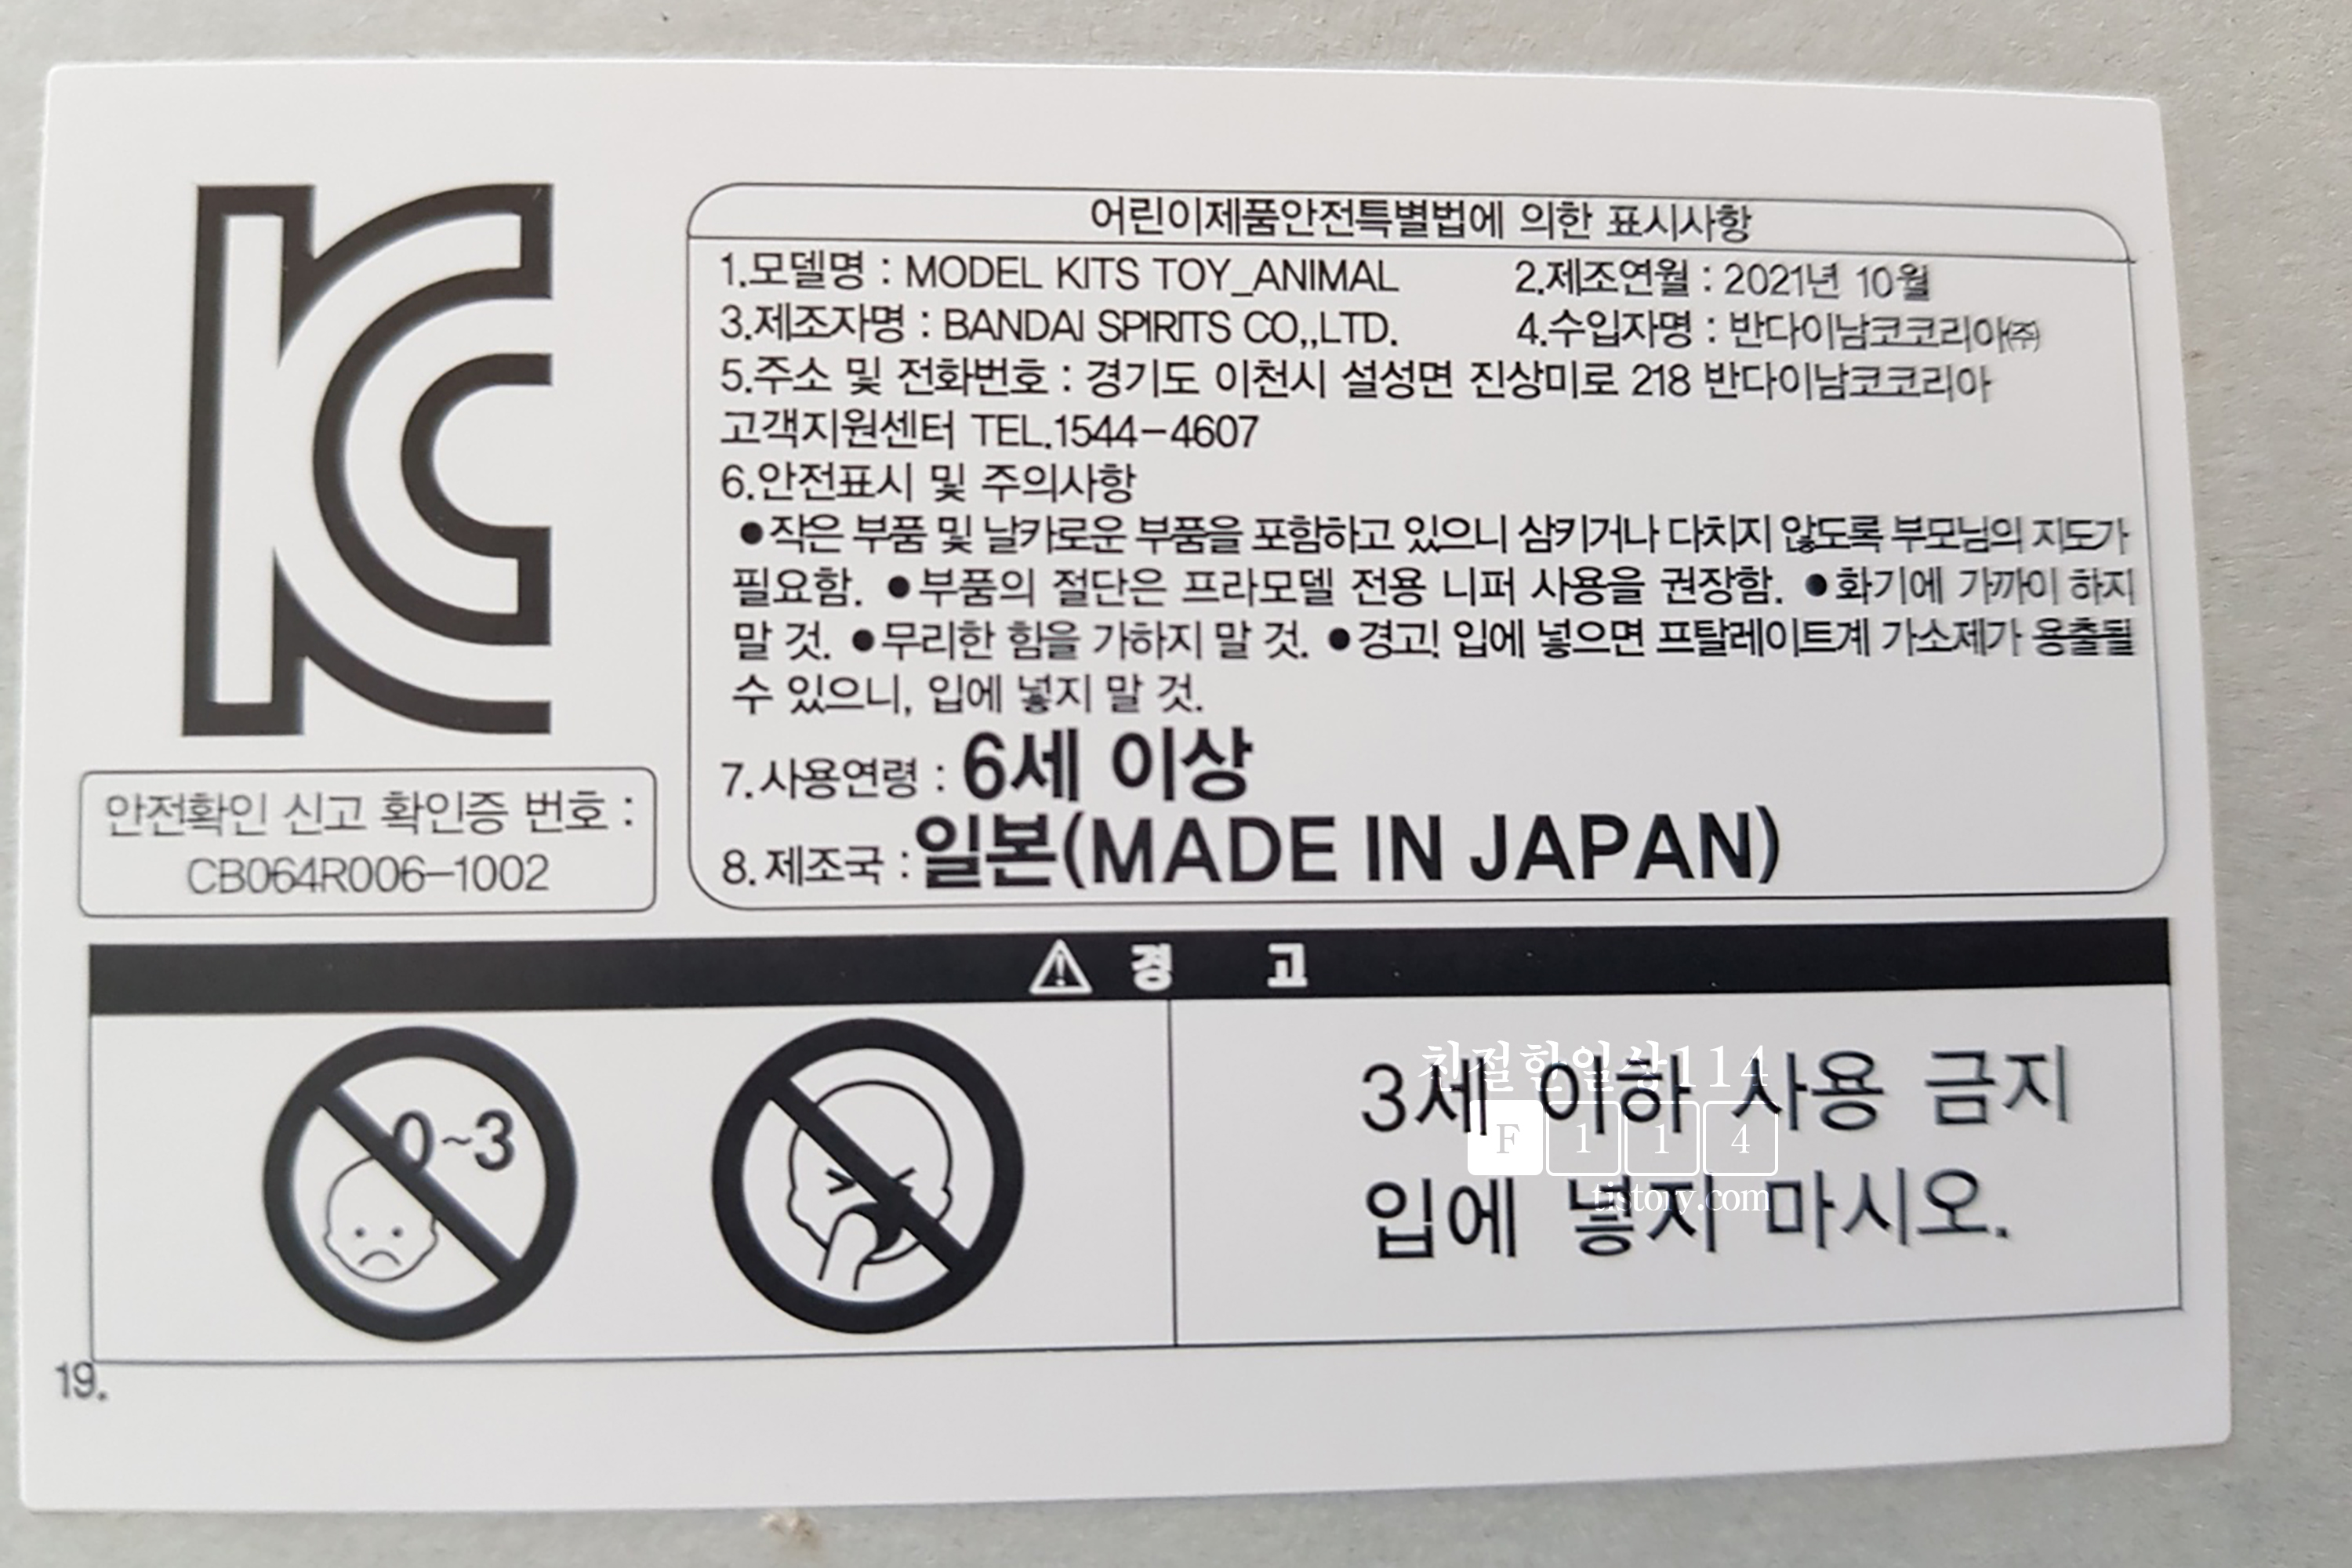 KC
어린이제품안전특별법에 의한 표시사항
1.모델명 : MODEL KITS TOY_ANIMAL 2.제조연월 : 2021년 10월
3.제조자명 : BANDAI SPIRITS CO.,LTD. 4.수입자명 : 반다이남코코리아㈜
5.주소 및 전화번호 : 경기도 이천시 설성면 진상미로 218 반다이남코코리아
고객지원센터 TEL.1544-4607
6.안전표시 및 주의사항
●작은 부품 및 날카로운 부품을 포함하고 있으니 삼키거나 다치지 않도록 부모님의 지도가
필요함. ●부품의 절단은 프라모델 전용 니퍼 사용을 권장함. ●화기에 가까이 하지
말 것. ●무리한 힘을 가하지 말 것. ●경고! 입에 넣으면 프탈레이트계 가소제가 용출될
수 있으니, 입에 넣지 말 것.
7.사용연령 : 6세 이상
8.제조국 : 일본(MADE IN JAPAN)
안전확인 신고 확인증 번호 :
CB064R006-1002
⚠ 경 고
0~3
3세 이하 사용 금지
입에 넣지 마시오.
친절한일상114
F 1 1 4
tistory.com
19.